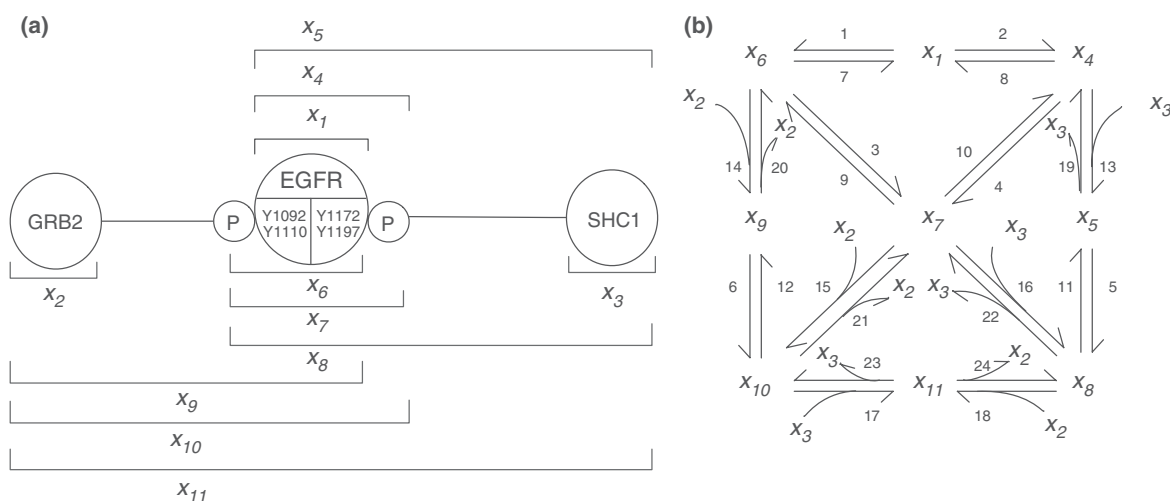 (a)
x5
x4
x1
EGFR
GRB2
P
Y1092
Y1110
Y1172
Y1197
P
SHC1
x2
x6
x3
x7
x8
x9
x10
x11
(b)
x6
1
7
x1
2
8
x4
x2
x2
14
20
3
9
10
4
x3
x3
19
13
x9
x7
x5
x2
x3
6
12
15
x2
21
x3
16
22
11
5
x10
x3
23
x11
24
x2
x8
x3
17
18
x2